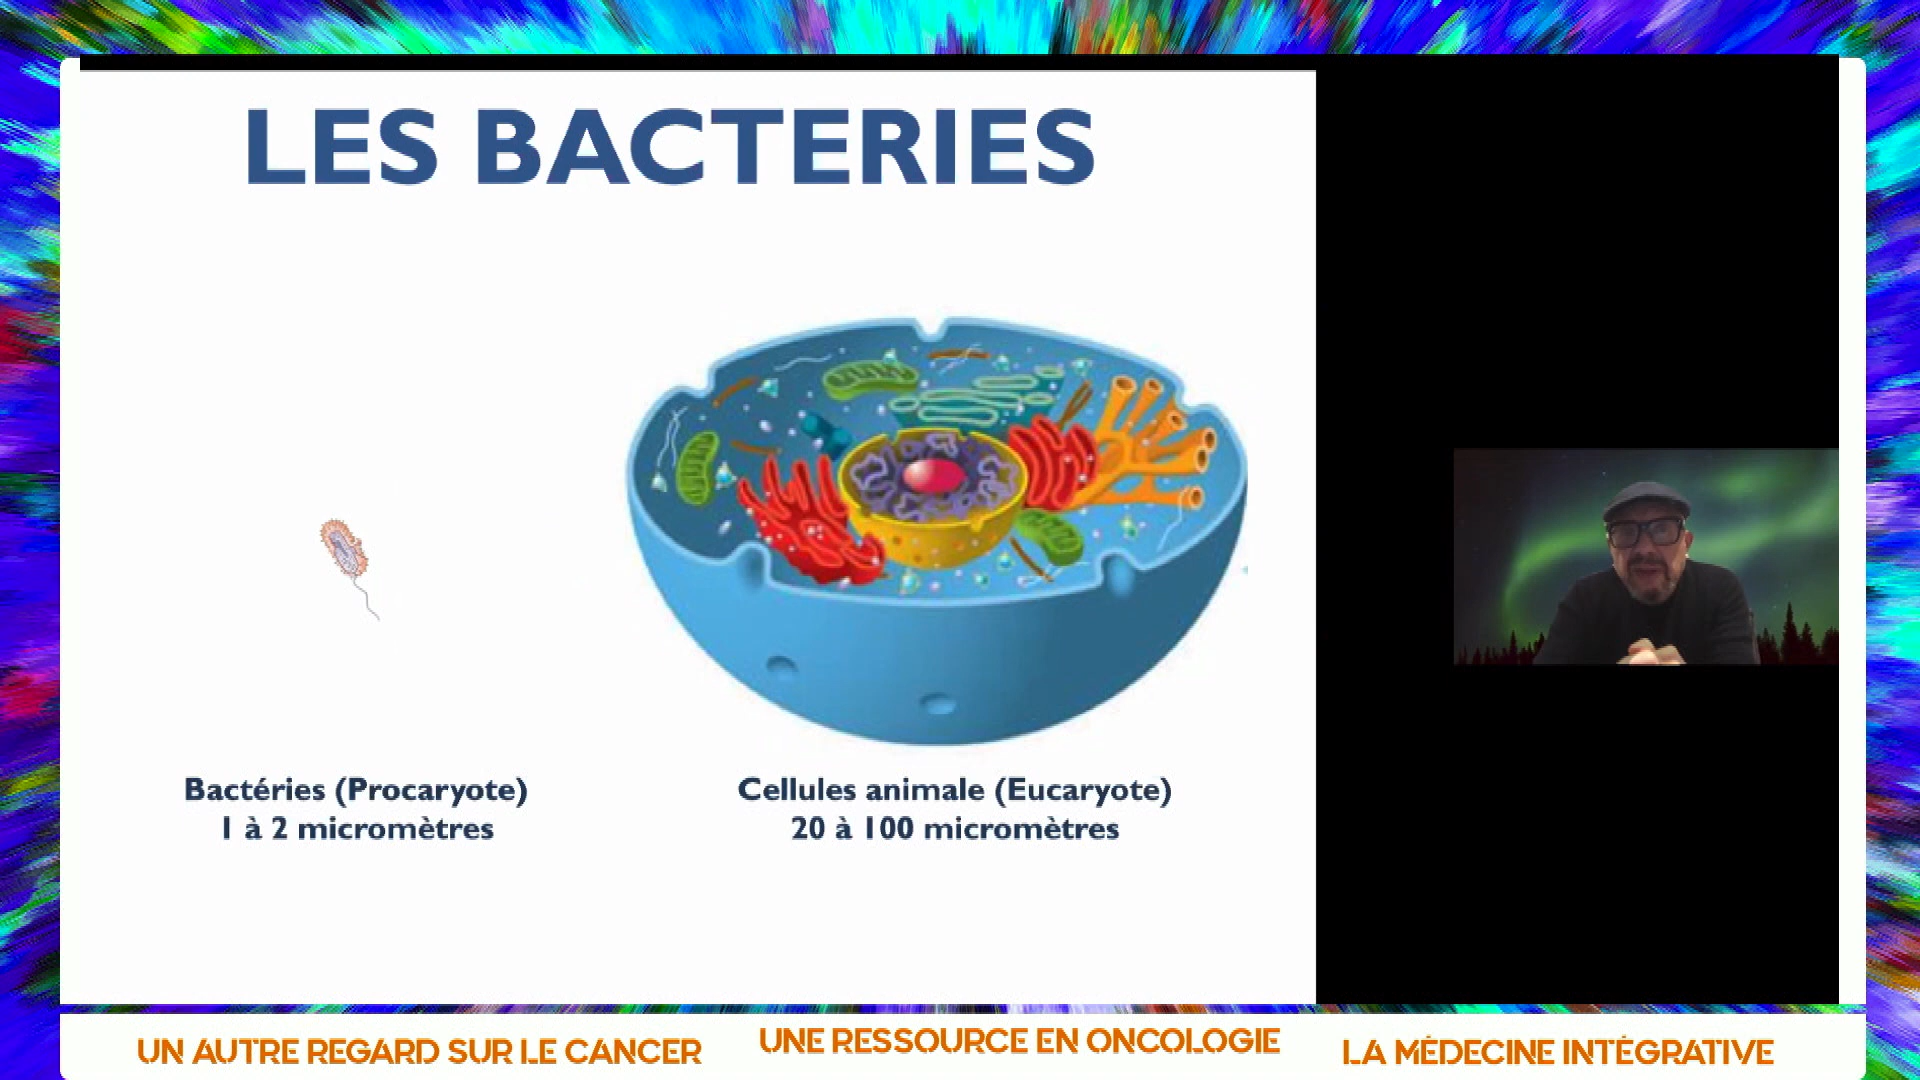 LES BACTERIES
Bactéries (Procaryote)
1 à 2 micromètres
Cellules animale (Eucaryote)
20 à 100 micromètres
UN AUTRE REGARD SUR LE CANCER
UNE RESSOURCE EN ONCOLOGIE
LA MÉDECINE INTÉGRATIVE